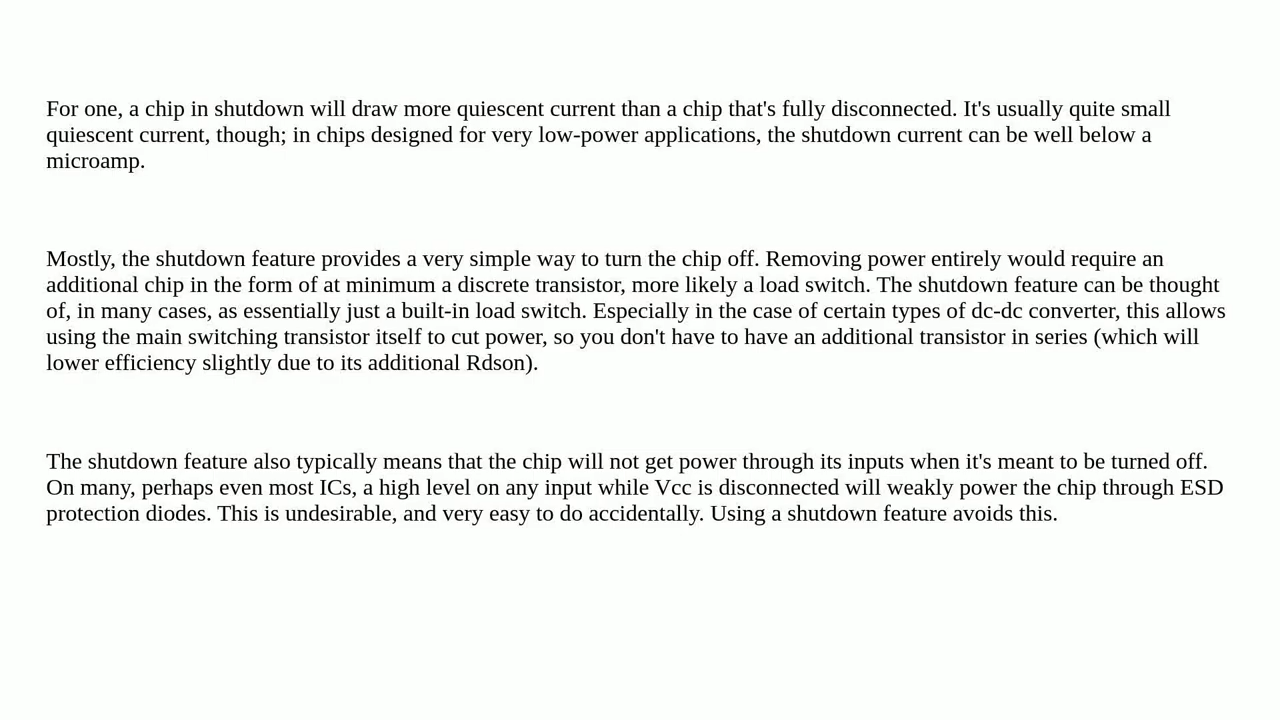 For one, a chip in shutdown will draw more quiescent current than a chip that's fully disconnected. It's usually quite small
quiescent current, though; in chips designed for very low-power applications, the shutdown current can be well below a
microamp.
Mostly, the shutdown feature provides a very simple way to turn the chip off. Removing power entirely would require an
additional chip in the form of at minimum a discrete transistor, more likely a load switch. The shutdown feature can be thought
of, in many cases, as essentially just a built-in load switch. Especially in the case of certain types of dc-dc converter, this allows
using the main switching transistor itself to cut power, so you don't have to have an additional transistor in series (which will
lower efficiency slightly due to its additional Rdson).
The shutdown feature also typically means that the chip will not get power through its inputs when it's meant to be turned off.
On many, perhaps even most ICs, a high level on any input while Vcc is disconnected will weakly power the chip through ESD
protection diodes. This is undesirable, and very easy to do accidentally. Using a shutdown feature avoids this.